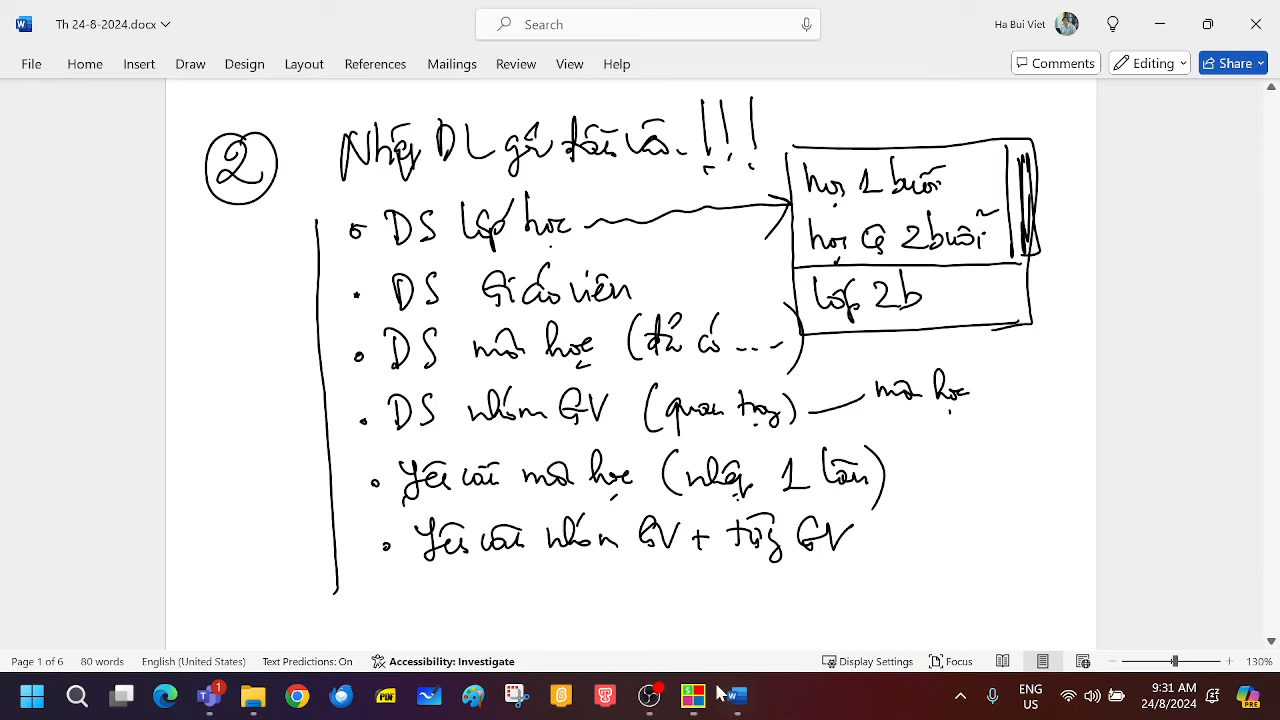 Th 24-8-2024.docx
Search
Ha Bui Viet
File Home Insert Draw Design Layout References Mailings Review View Help
Comments Editing Share
2 Nhập DL gốc đầu vào. !!!
DS lớp học
học 1 buổi
học cả 2 buổi
lớp 2b
DS Giáo viên
DS môn học (đã có ...)
DS nhóm GV (quan trọng) môn học
Yêu cầu môn học (nhập 1 lần)
Yêu cầu nhóm GV + từng GV
Page 1 of 6 80 words English (United States) Text Predictions: On Accessibility: Investigate Display Settings Focus 130%
1 PDF ENG US 9:31 AM 24/8/2024 PRE